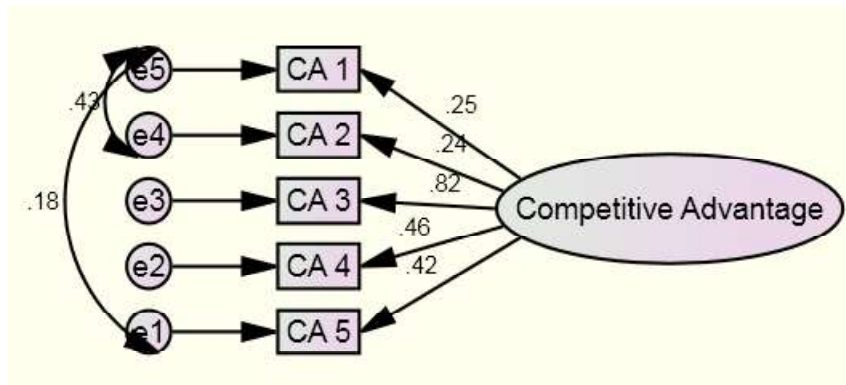 e5 CA 1
.25
.43
e4 CA 2
.24
.82
e3 CA 3
Competitive Advantage
.18
.46
e2 CA 4
.42
e1 CA 5